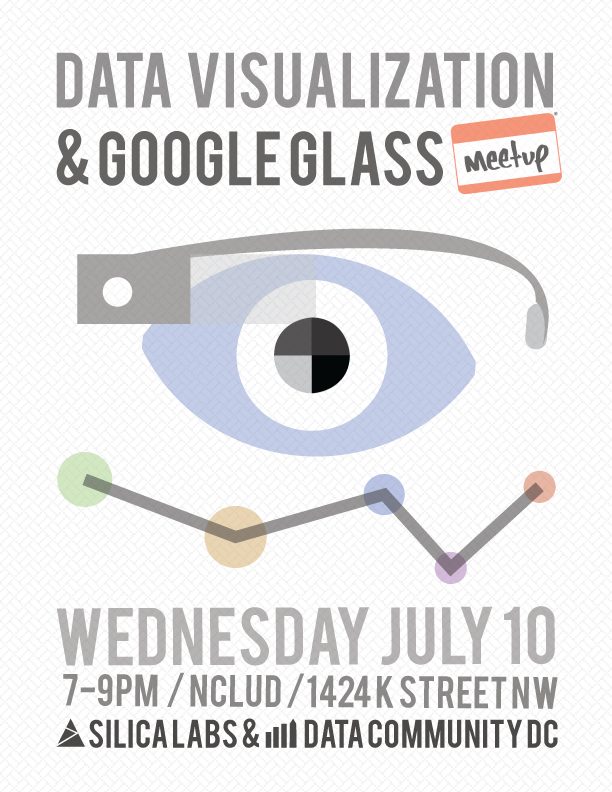 DATA VISUALIZATION
& GOOGLE GLASS
meetup
WEDNESDAY JULY 10
7-9PM / NCLUD / 1424 K STREET NW
SILICA LABS & DATA COMMUNITY DC